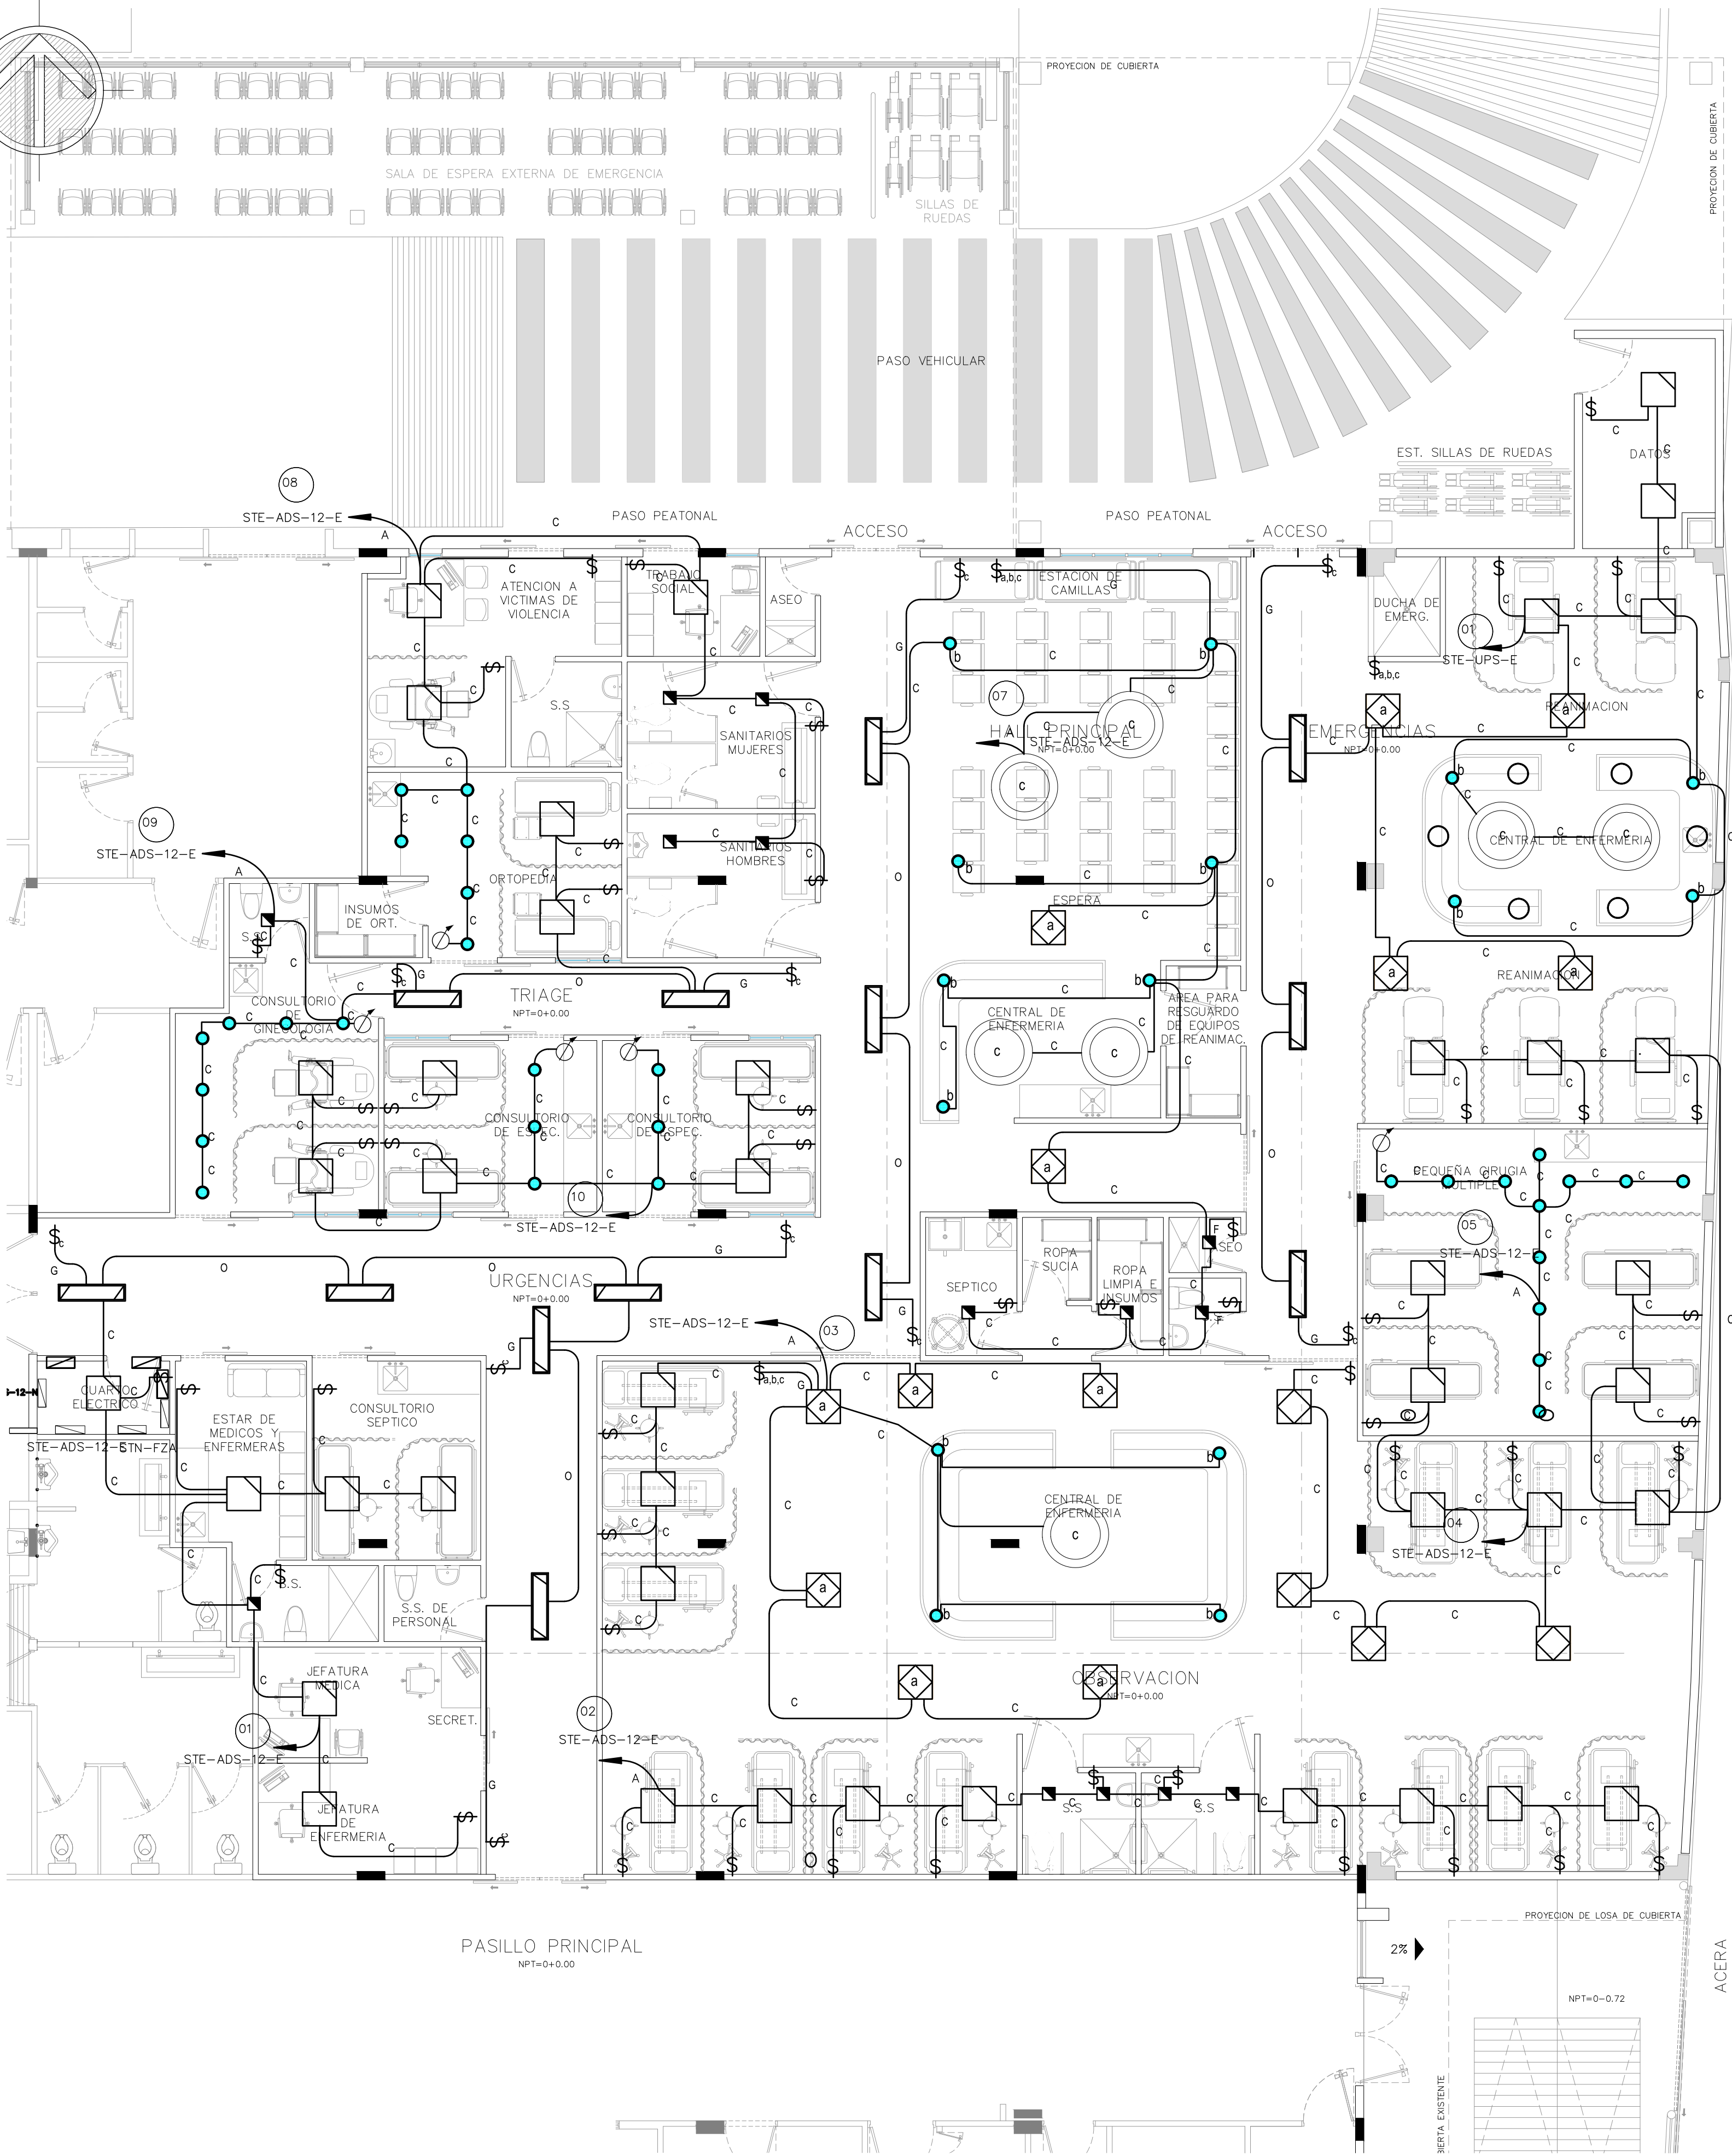 PROYECION DE CUBIERTA
PROYECION DE CUBIERTA
SALA DE ESPERA EXTERNA DE EMERGENCIA
SILLAS DE
RUEDAS
PASO VEHICULAR
EST. SILLAS DE RUEDAS
DATOS
08
STE-ADS-12-E
PASO PEATONAL
ACCESO
PASO PEATONAL
ACCESO
ATENCION A
VICTIMAS DE
VIOLENCIA
TRABAJO
SOCIAL
ASEO
ESTACION DE
CAMILLAS
DUCHA DE
EMERG.
01
STE-UPS-E
S.S
SANITARIOS
MUJERES
07
HALL PRINCIPAL
STE-ADS-12-E
NPT=0+0.00
EMERGENCIAS
NPT=0+0.00
REANIMACION
09
STE-ADS-12-E
ORTOPEDIA
SANITARIOS
HOMBRES
CENTRAL DE ENFERMERIA
INSUMOS
DE ORT.
S.S.
ESPERA
CONSULTORIO
DE
GINECOLOGIA
TRIAGE
NPT=0+0.00
CENTRAL DE
ENFERMERIA
AREA PARA
RESGUARDO
DE EQUIPOS
DE REANIMAC.
REANIMACION
CONSULTORIO
DE ESPEC.
CONSULTORIO
DE ESPEC.
10
STE-ADS-12-E
PEQUEÑA CIRUGIA
MULTIPLE
05
STE-ADS-12-E
URGENCIAS
NPT=0+0.00
SEPTICO
ROPA
SUCIA
ROPA
LIMPIA E
INSUMOS
ASEO
STE-ADS-12-E
03
CUARTO
ELECTRICO
STE-ADS-12-E
STN-FZA
ESTAR DE
MEDICOS Y
ENFERMERAS
CONSULTORIO
SEPTICO
CENTRAL DE
ENFERMERIA
04
STE-ADS-12-E
S.S.
S.S. DE
PERSONAL
JEFATURA
MEDICA
SECRET.
01
STE-ADS-12-E
02
STE-ADS-12-E
OBSERVACION
NPT=0+0.00
JEFATURA
DE
ENFERMERIA
S.S
S.S
PASILLO PRINCIPAL
NPT=0+0.00
PROYECION DE LOSA DE CUBIERTA
2%
ACERA
NPT=0-0.72